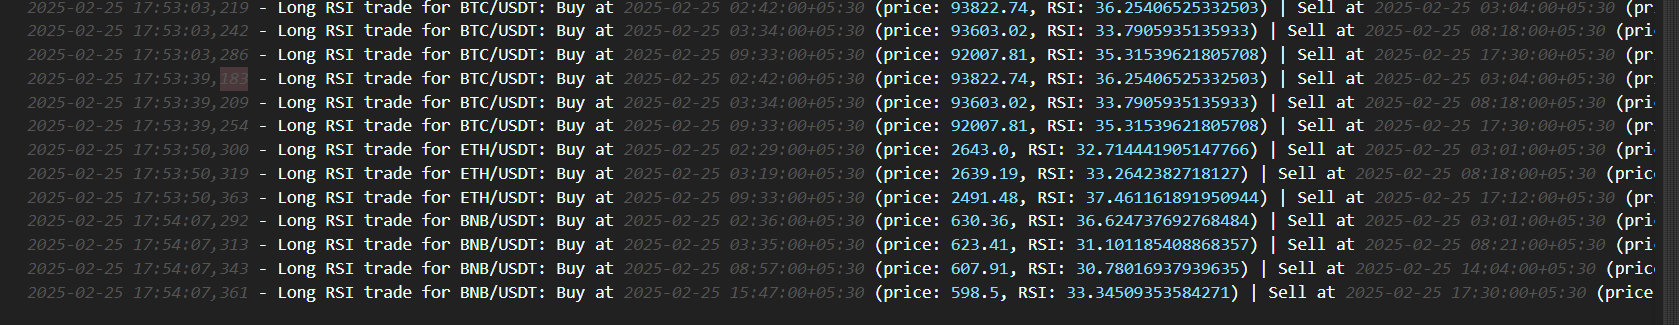 2025-02-25 17:53:03,219 - Long RSI trade for BTC/USDT: Buy at 2025-02-25 02:42:00+05:30 (price: 93822.74, RSI: 36.25406525332503) | Sell at 2025-02-25 03:04:00+05:30 (pr
2025-02-25 17:53:03,242 - Long RSI trade for BTC/USDT: Buy at 2025-02-25 03:34:00+05:30 (price: 93603.02, RSI: 33.7905935135933) | Sell at 2025-02-25 08:18:00+05:30 (pri
2025-02-25 17:53:03,286 - Long RSI trade for BTC/USDT: Buy at 2025-02-25 09:33:00+05:30 (price: 92007.81, RSI: 35.31539621805708) | Sell at 2025-02-25 17:30:00+05:30 (pr
2025-02-25 17:53:39,183 - Long RSI trade for BTC/USDT: Buy at 2025-02-25 02:42:00+05:30 (price: 93822.74, RSI: 36.25406525332503) | Sell at 2025-02-25 03:04:00+05:30 (pr
2025-02-25 17:53:39,209 - Long RSI trade for BTC/USDT: Buy at 2025-02-25 03:34:00+05:30 (price: 93603.02, RSI: 33.7905935135933) | Sell at 2025-02-25 08:18:00+05:30 (pri
2025-02-25 17:53:39,254 - Long RSI trade for BTC/USDT: Buy at 2025-02-25 09:33:00+05:30 (price: 92007.81, RSI: 35.31539621805708) | Sell at 2025-02-25 17:30:00+05:30 (pr
2025-02-25 17:53:50,300 - Long RSI trade for ETH/USDT: Buy at 2025-02-25 02:29:00+05:30 (price: 2643.0, RSI: 32.714441905147766) | Sell at 2025-02-25 03:01:00+05:30 (pri
2025-02-25 17:53:50,319 - Long RSI trade for ETH/USDT: Buy at 2025-02-25 03:19:00+05:30 (price: 2639.19, RSI: 33.2642382718127) | Sell at 2025-02-25 08:18:00+05:30 (pric
2025-02-25 17:53:50,363 - Long RSI trade for ETH/USDT: Buy at 2025-02-25 09:33:00+05:30 (price: 2491.48, RSI: 37.461161891950944) | Sell at 2025-02-25 17:12:00+05:30 (pr
2025-02-25 17:54:07,292 - Long RSI trade for BNB/USDT: Buy at 2025-02-25 02:36:00+05:30 (price: 630.36, RSI: 36.624737692768484) | Sell at 2025-02-25 03:01:00+05:30 (pri
2025-02-25 17:54:07,313 - Long RSI trade for BNB/USDT: Buy at 2025-02-25 03:35:00+05:30 (price: 623.41, RSI: 31.101185408868357) | Sell at 2025-02-25 08:21:00+05:30 (pri
2025-02-25 17:54:07,343 - Long RSI trade for BNB/USDT: Buy at 2025-02-25 08:57:00+05:30 (price: 607.91, RSI: 30.78016937939635) | Sell at 2025-02-25 14:04:00+05:30 (pric
2025-02-25 17:54:07,361 - Long RSI trade for BNB/USDT: Buy at 2025-02-25 15:47:00+05:30 (price: 598.5, RSI: 33.34509353584271) | Sell at 2025-02-25 17:30:00+05:30 (price